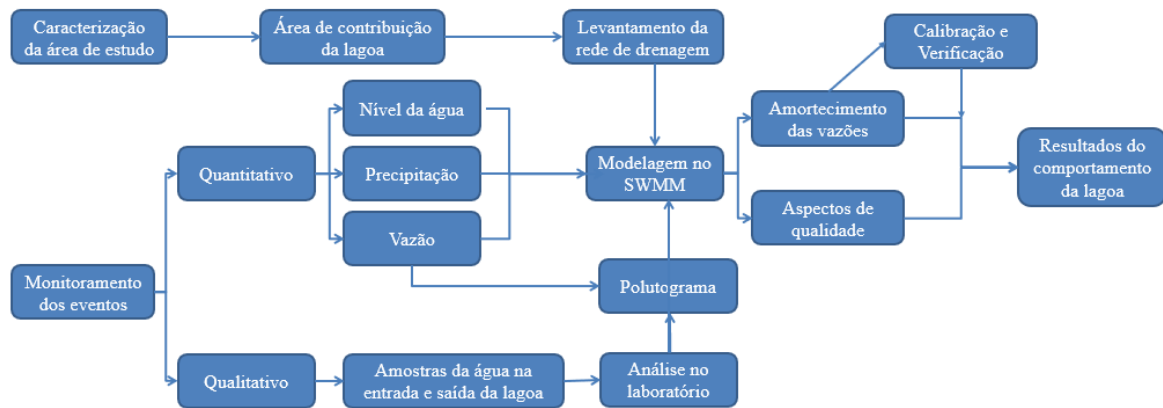 Caracterização
da área de estudo
Área de contribuição
da lagoa
Levantamento da
rede de drenagem
Calibração e
Verificação
Nível da água
Amortecimento
das vazões
Quantitativo
Precipitação
Modelagem no
SWMM
Resultados do
comportamento
da lagoa
Vazão
Aspectos de
qualidade
Monitoramento
dos eventos
Polutograma
Qualitativo
Amostras da água na
entrada e saída da lagoa
Análise no
laboratório